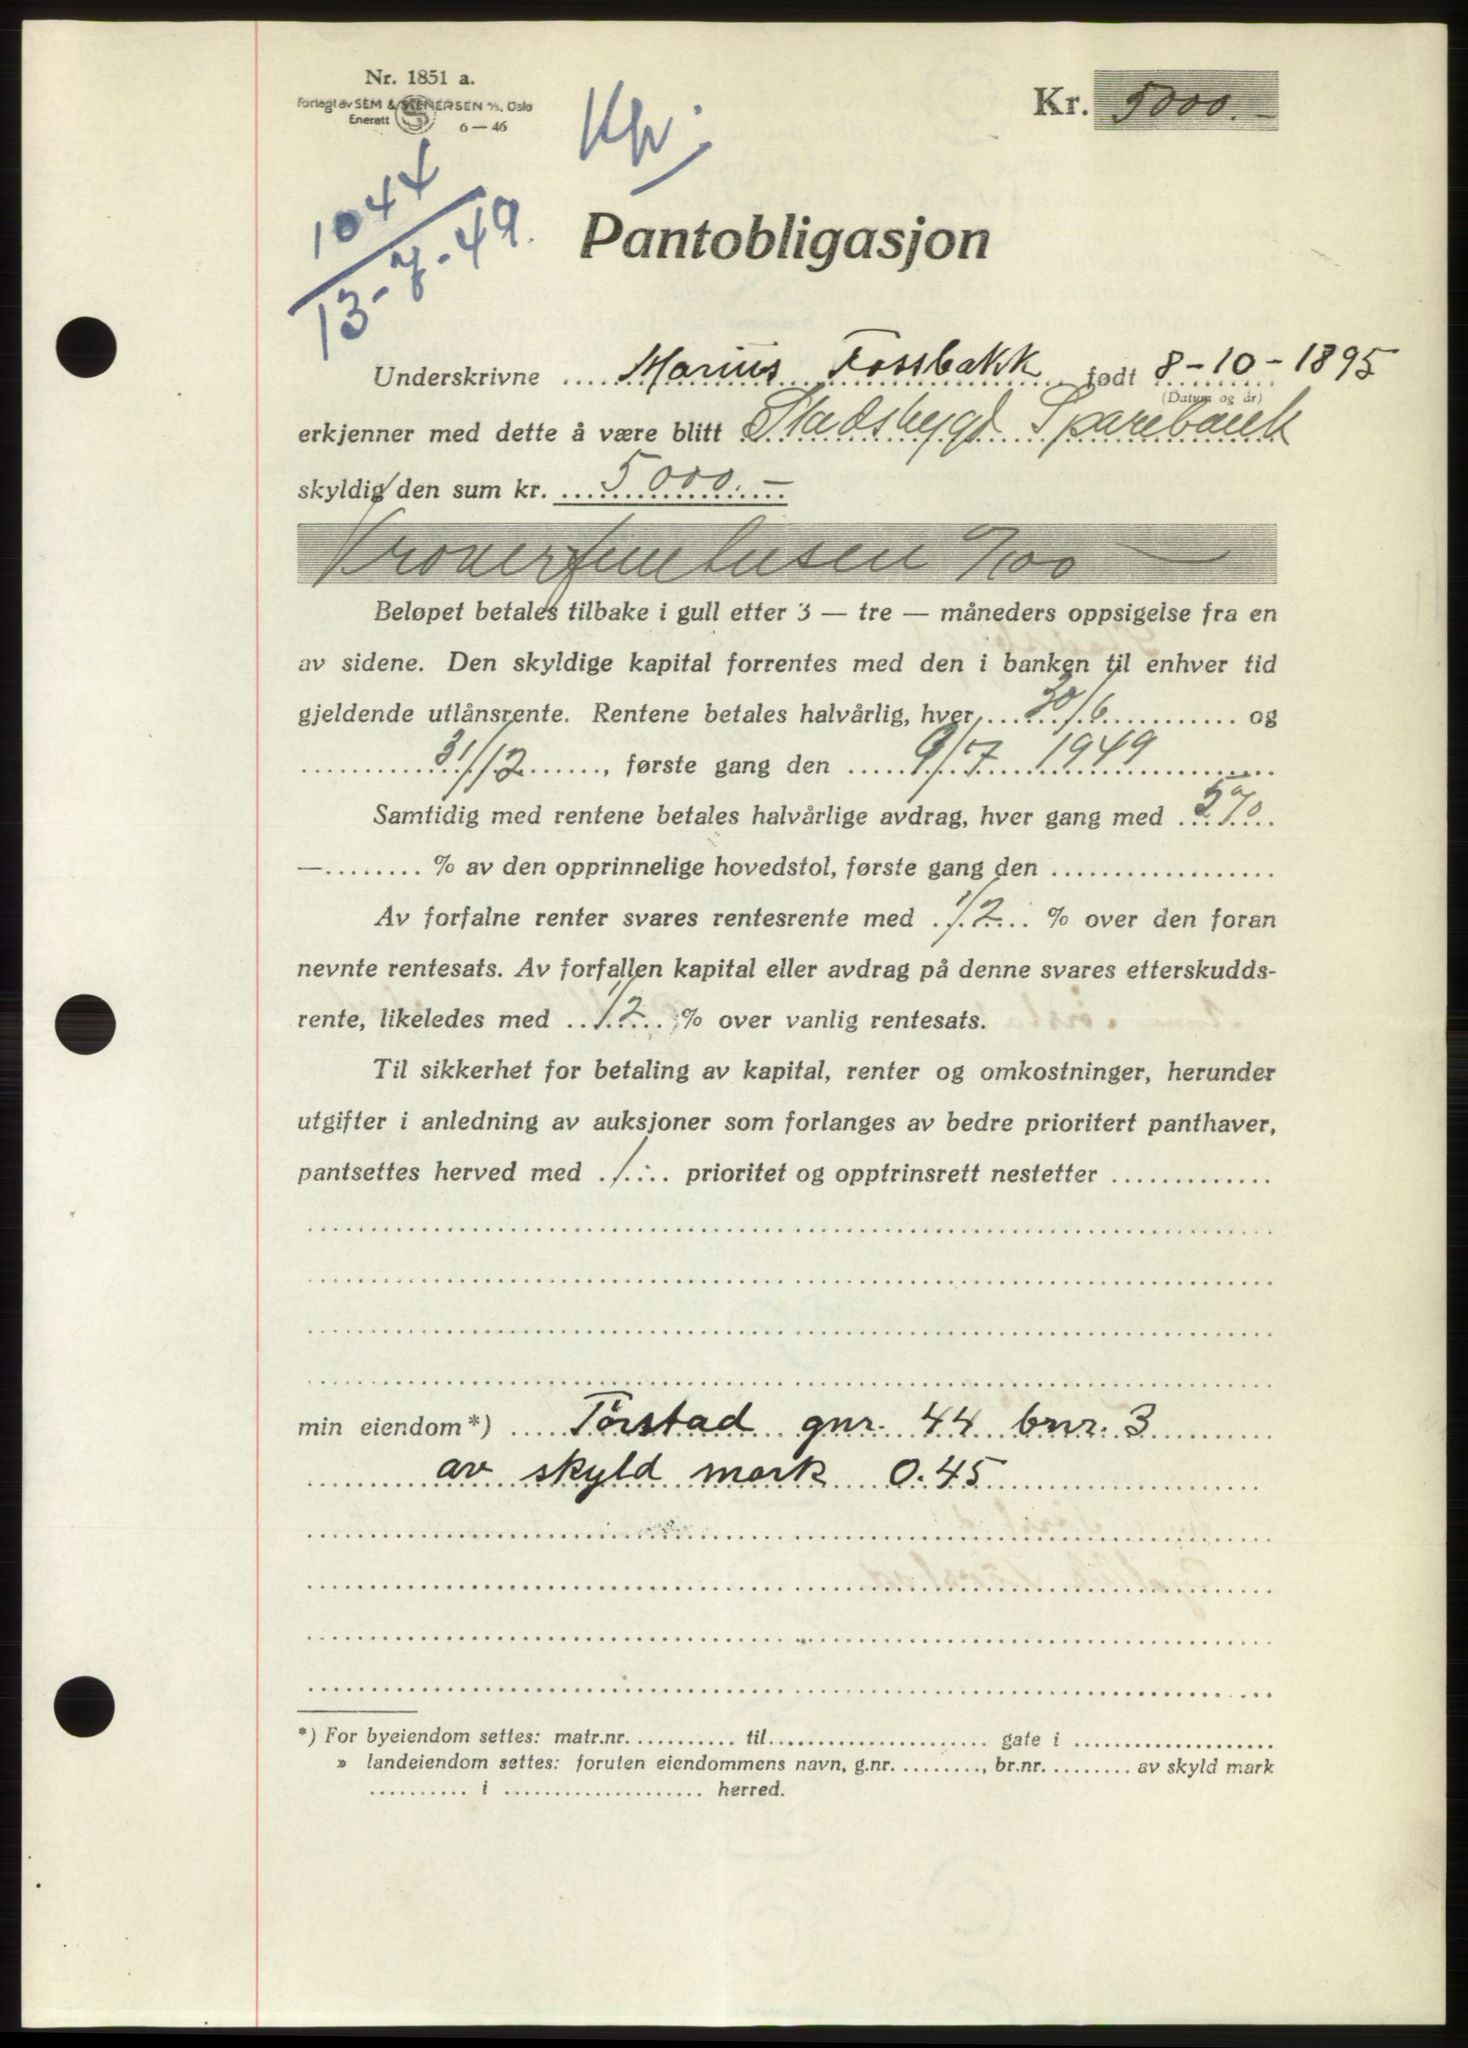 Nr. 1851 a.
Forlagt av SEM & STENERSEN A/S, Oslo
Enerett 6 — 46
Kr. 5000.-
1044
13-7-49.
Pantobligasjon
Underskrivne Marius Fossbakk født 8-10-1895
(Datum og år)
erkjenner med dette å være blitt Stadsbygd Sparebank
skyldig den sum kr. 5000.—
Kroner femtusen 0/00 —
Beløpet betales tilbake i gull etter 3 — tre — måneders oppsigelse fra en
av sidene. Den skyldige kapital forrentes med den i banken til enhver tid
gjeldende utlånsrente. Rentene betales halvårlig, hver 30/6 og
31/12, første gang den 9/7 1949
Samtidig med rentene betales halvårlige avdrag, hver gang med 5%
—........ % av den opprinnelige hovedstol, første gang den ..................
Av forfalne renter svares rentesrente med 1/2 % over den foran
nevnte rentesats. Av forfallen kapital eller avdrag på denne svares etterskudds-
rente, likeledes med 1/2 % over vanlig rentesats.
Til sikkerhet for betaling av kapital, renter og omkostninger, herunder
utgifter i anledning av auksjoner som forlanges av bedre prioritert panthaver,
pantsettes herved med 1. prioritet og opptrinsrett nestetter .............
min eiendom*) Tørstad gnr. 44 bnr. 3
av skyld mark 0.45
*) For byeiendom settes: matr.nr. ........... til...................... gate i ....................
» landeiendom settes: foruten eiendommens navn, g.nr. ........., br.nr. ......... av skyld mark
.......... i .................... herred.